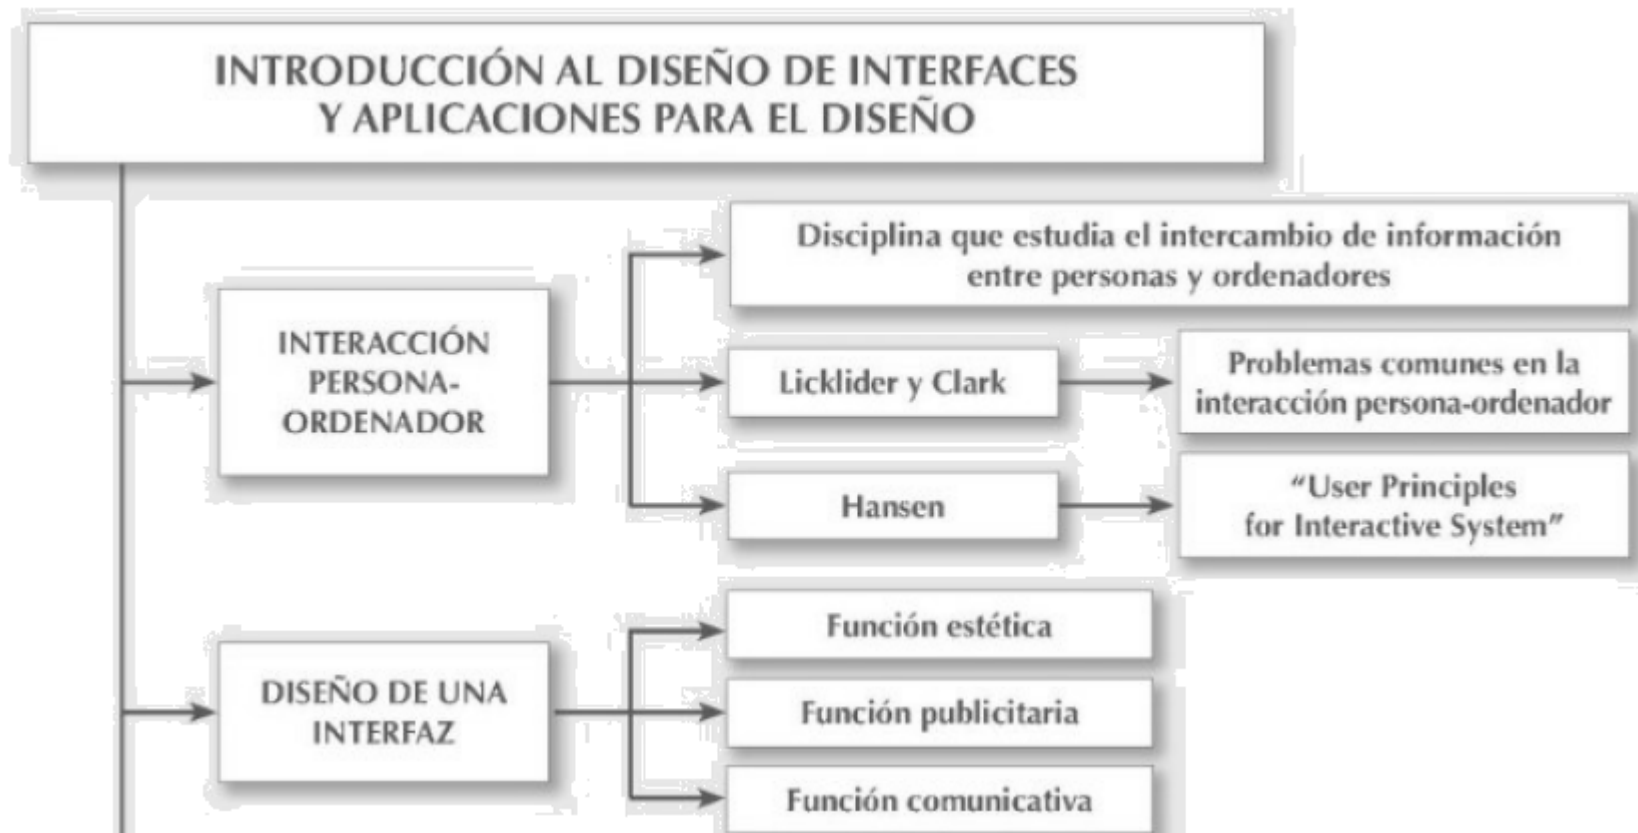 INTRODUCCIÓN AL DISEÑO DE INTERFACES
Y APLICACIONES PARA EL DISEÑO
INTERACCIÓN
PERSONA-
ORDENADOR
Disciplina que estudia el intercambio de información
entre personas y ordenadores
Licklider y Clark
Problemas comunes en la
interacción persona-ordenador
Hansen
“User Principles
for Interactive System”
DISEÑO DE UNA
INTERFAZ
Función estética
Función publicitaria
Función comunicativa